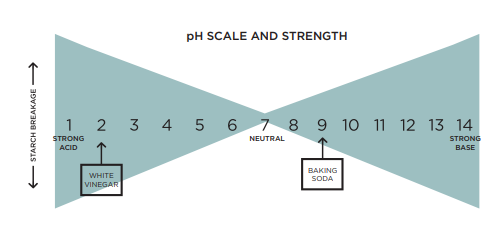 pH SCALE AND STRENGTH
STARCH BREAKAGE
1 2 3 4 5 6 7 8 9 10 11 12 13 14
STRONG
ACID
NEUTRAL
STRONG
BASE
WHITE
VINEGAR
BAKING
SODA